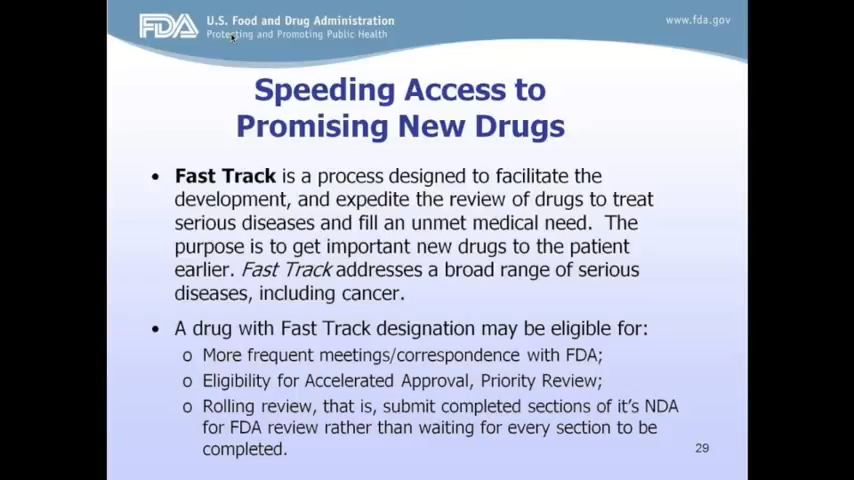 FDA U.S. Food and Drug Administration
Protecting and Promoting Public Health
www.fda.gov
Speeding Access to
Promising New Drugs
• Fast Track is a process designed to facilitate the
development, and expedite the review of drugs to treat
serious diseases and fill an unmet medical need. The
purpose is to get important new drugs to the patient
earlier. Fast Track addresses a broad range of serious
diseases, including cancer.
• A drug with Fast Track designation may be eligible for:
o More frequent meetings/correspondence with FDA;
o Eligibility for Accelerated Approval, Priority Review;
o Rolling review, that is, submit completed sections of it's NDA
for FDA review rather than waiting for every section to be
completed.
29